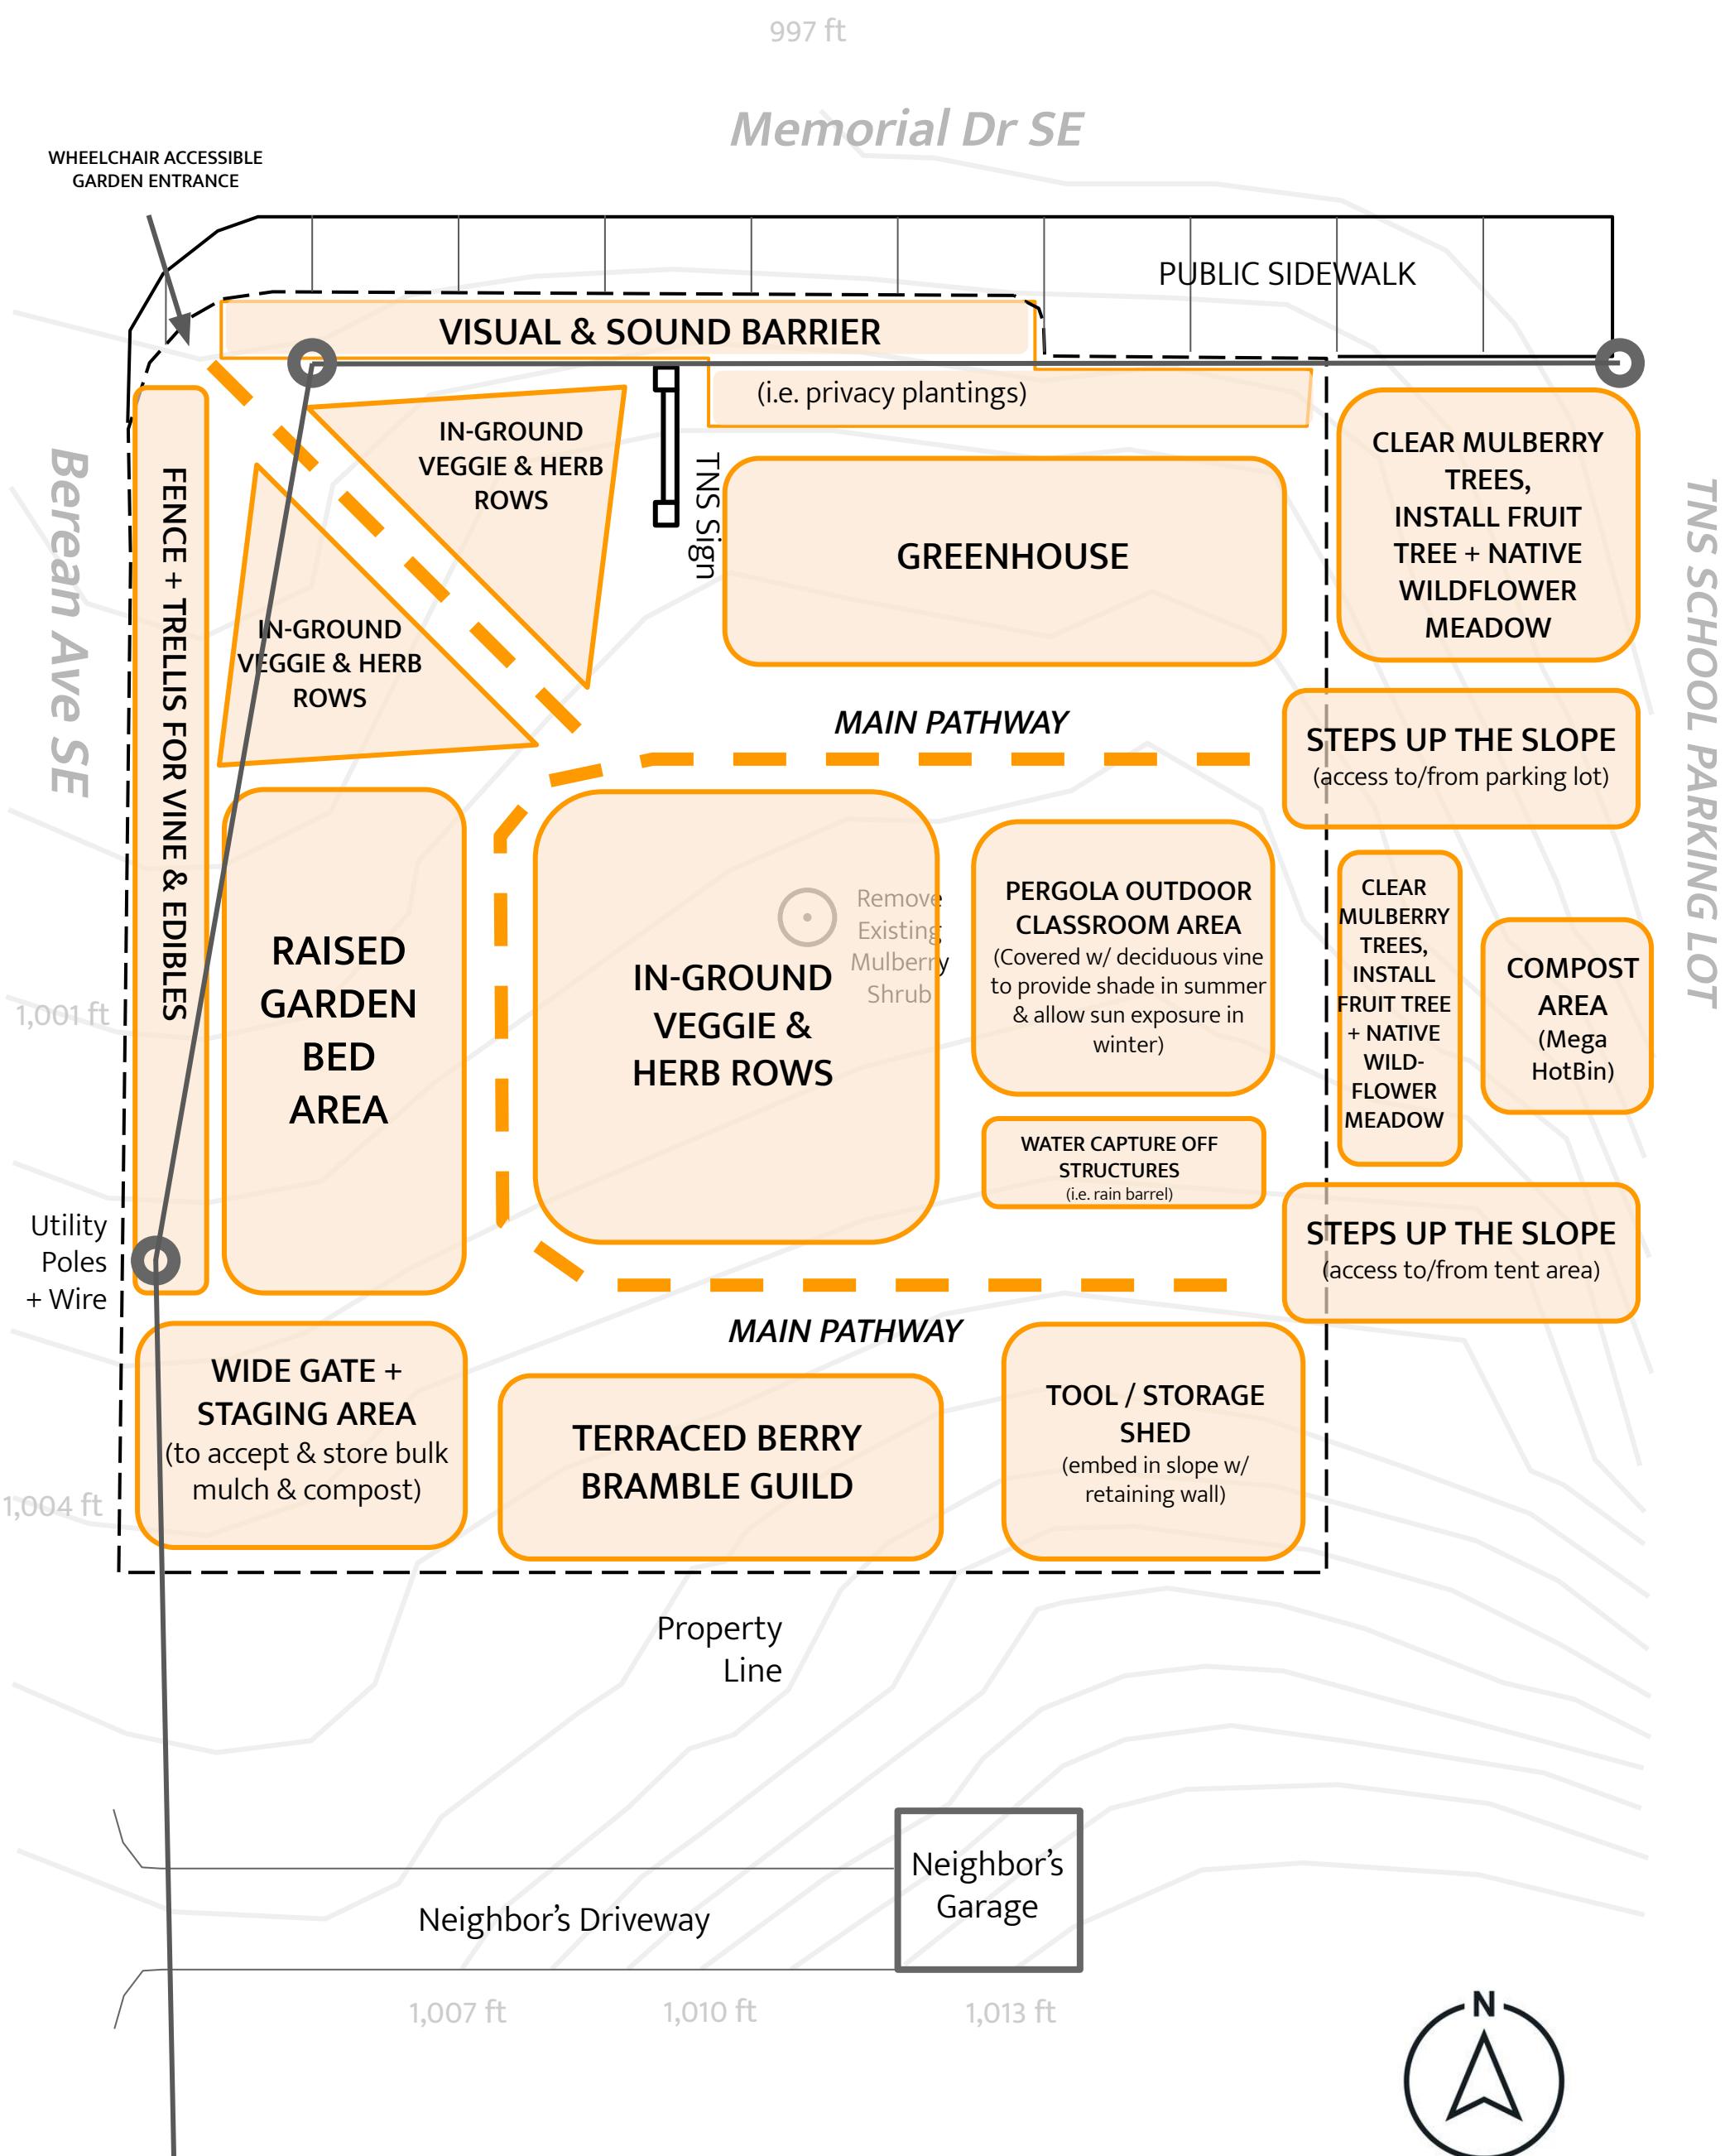 997 ft
Memorial Dr SE
WHEELCHAIR ACCESSIBLE
GARDEN ENTRANCE
PUBLIC SIDEWALK
VISUAL & SOUND BARRIER
(i.e. privacy plantings)
IN-GROUND
VEGGIE & HERB
ROWS
TNS Sign
CLEAR MULBERRY
TREES,
INSTALL FRUIT
TREE + NATIVE
WILDFLOWER
MEADOW
Berean Ave SE
FENCE + TRELLIS FOR VINE & EDIBLES
GREENHOUSE
TNS SCHOOL PARKING LOT
IN-GROUND
VEGGIE & HERB
ROWS
MAIN PATHWAY
STEPS UP THE SLOPE
(access to/from parking lot)
RAISED
GARDEN
BED
AREA
Remove
Existing
Mulberry
Shrub
IN-GROUND
VEGGIE &
HERB ROWS
PERGOLA OUTDOOR
CLASSROOM AREA
(Covered w/ deciduous vine
to provide shade in summer
& allow sun exposure in
winter)
CLEAR
MULBERRY
TREES,
INSTALL
FRUIT TREE
+ NATIVE
WILD-
FLOWER
MEADOW
COMPOST
AREA
(Mega
HotBin)
1,001 ft
WATER CAPTURE OFF
STRUCTURES
(i.e. rain barrel)
Utility
Poles
+ Wire
STEPS UP THE SLOPE
(access to/from tent area)
MAIN PATHWAY
WIDE GATE +
STAGING AREA
(to accept & store bulk
mulch & compost)
TERRACED BERRY
BRAMBLE GUILD
TOOL / STORAGE
SHED
(embed in slope w/
retaining wall)
1,004 ft
Property
Line
Neighbor's
Garage
Neighbor's Driveway
1,007 ft
1,010 ft
1,013 ft
N